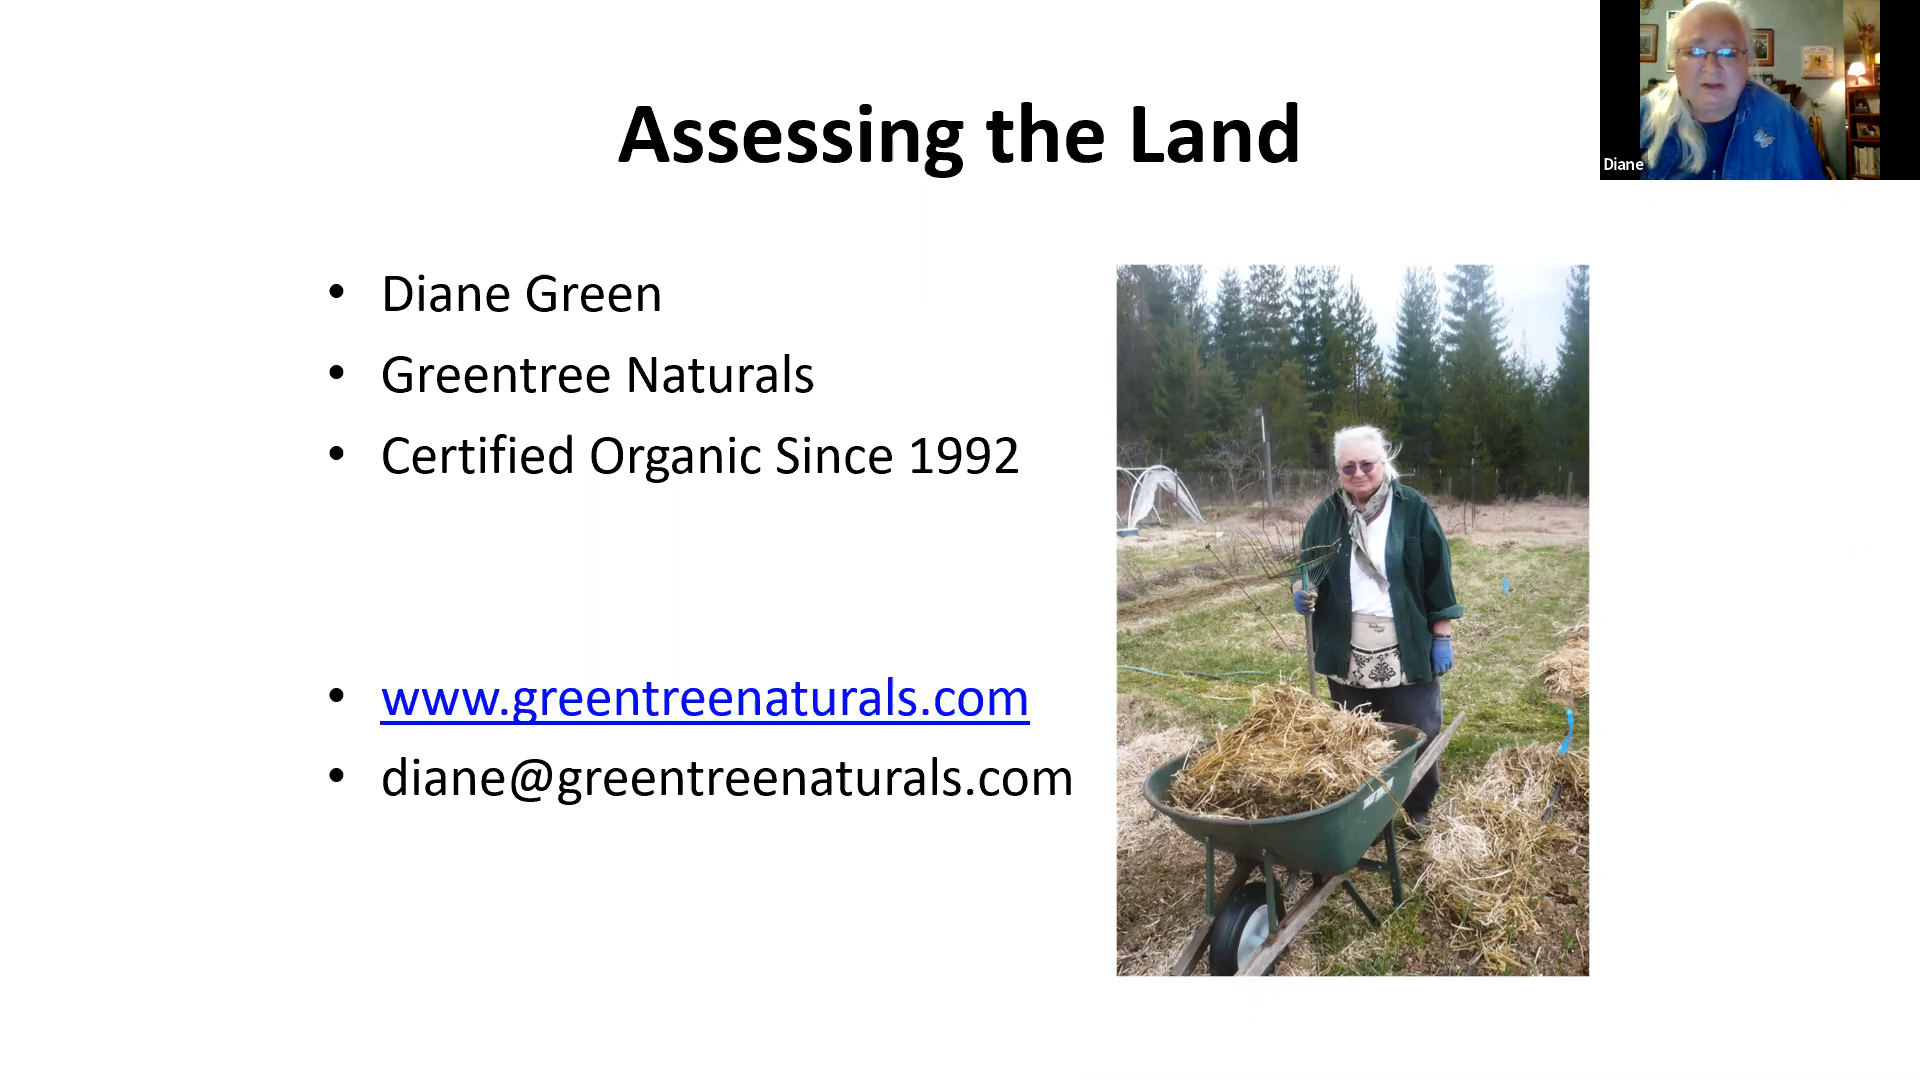 Assessing the Land
Diane
• Diane Green
• Greentree Naturals
• Certified Organic Since 1992
• www.greentreenaturals.com
• diane@greentreenaturals.com